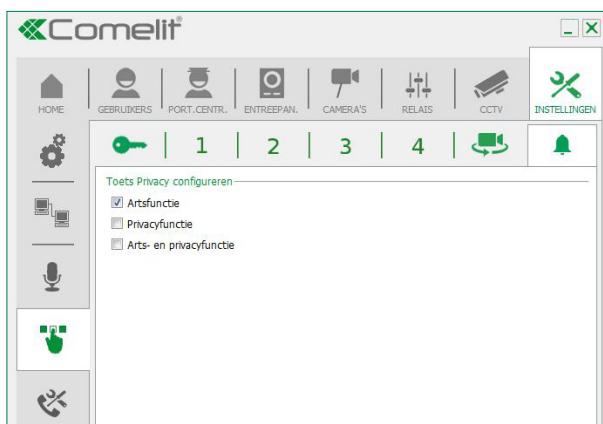 Comelit®
HOME
GEBRUIKERS
PORT.CENTR.
ENTREEPAN.
CAMERA'S
RELAIS
CCTV
INSTELLINGEN
1
2
3
4
Toets Privacy configureren
Artsfunctie
Privacyfunctie
Arts- en privacyfunctie